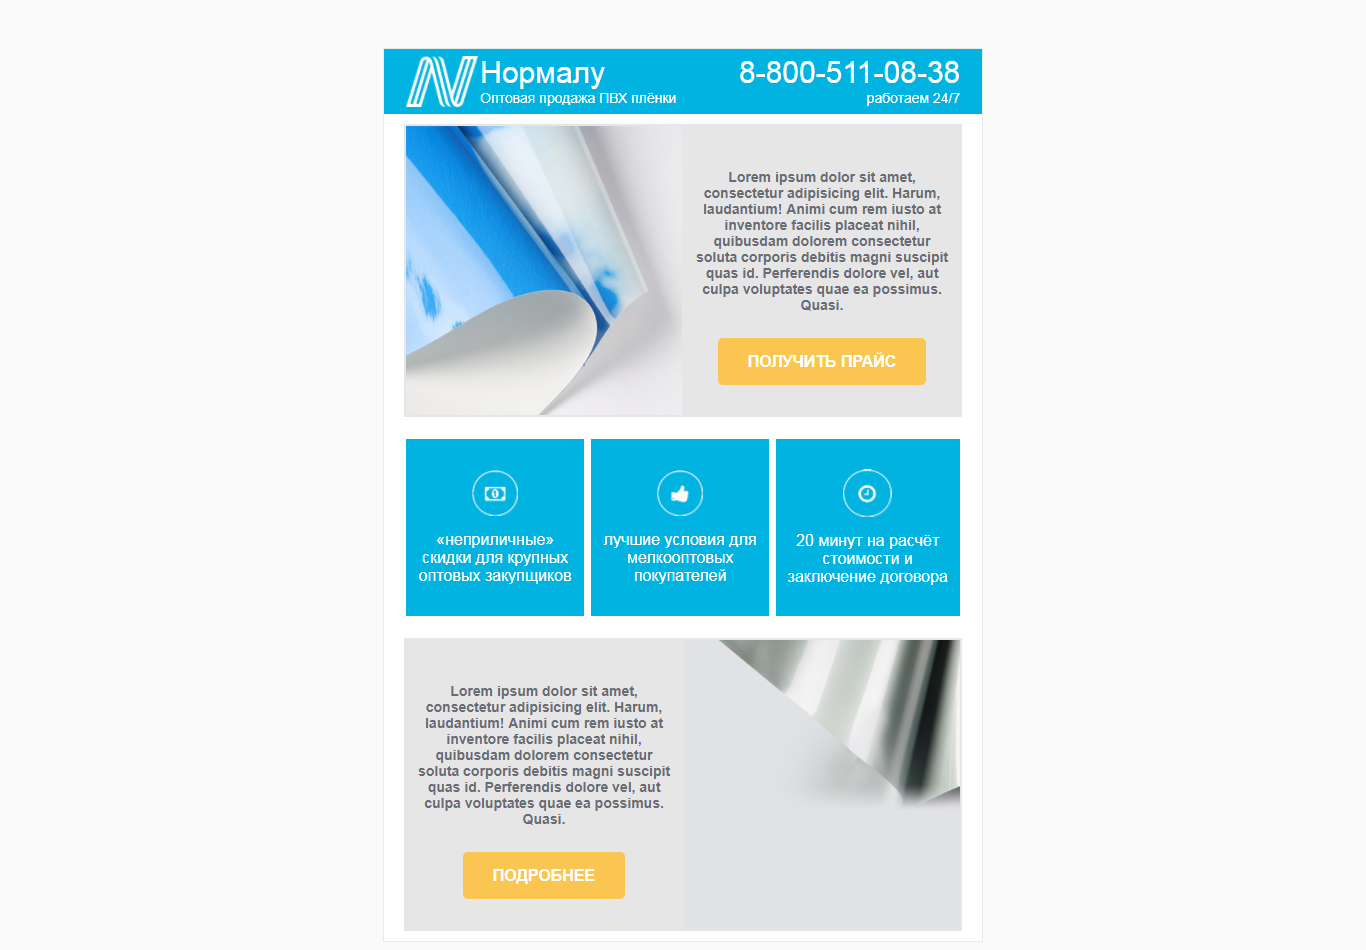 Нормалу
8-800-511-08-38
Оптовая продажа ПВХ плёнки
работаем 24/7
Lorem ipsum dolor sit amet,
consectetur adipisicing elit. Harum,
laudantium! Animi cum rem iusto at
inventore facilis placeat nihil,
quibusdam dolorem consectetur
soluta corporis debitis magni suscipit
quas id. Perferendis dolore vel, aut
culpa voluptates quae ea possimus.
Quasi.
ПОЛУЧИТЬ ПРАЙС
«неприличные»
скидки для крупных
оптовых закупщиков
лучшие условия для
мелкооптовых
покупателей
20 минут на расчёт
стоимости и
заключение договора
Lorem ipsum dolor sit amet,
consectetur adipisicing elit. Harum,
laudantium! Animi cum rem iusto at
inventore facilis placeat nihil,
quibusdam dolorem consectetur
soluta corporis debitis magni suscipit
quas id. Perferendis dolore vel, aut
culpa voluptates quae ea possimus.
Quasi.
ПОДРОБНЕЕ